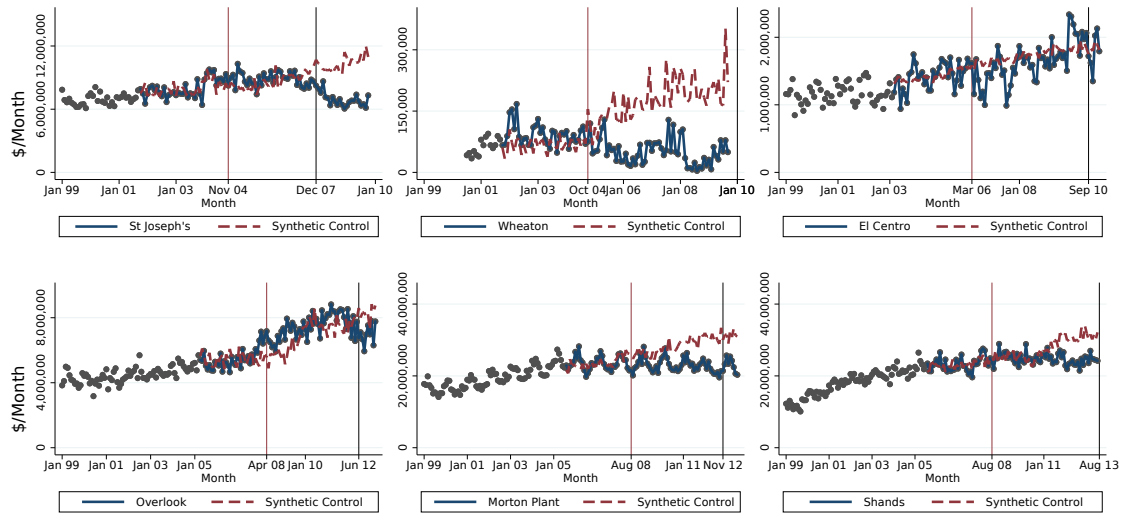 $/Month
12,000,000
6,000,000
0
Jan 99 Jan 01 Jan 03 Nov 04 Dec 07 Jan 10
Month
St Joseph's Synthetic Control
300,000
150,000
0
Jan 99 Jan 01 Jan 03 Oct 04 Jan 06 Jan 08 Jan 10
Month
Wheaton Synthetic Control
2,000,000
1,000,000
0
Jan 99 Jan 01 Jan 03 Mar 06 Jan 08 Sep 10
Month
El Centro Synthetic Control
$/Month
8,000,000
4,000,000
0
Jan 99 Jan 01 Jan 03 Jan 05 Apr 08 Jan 10 Jun 12
Month
Overlook Synthetic Control
40,000,000
20,000,000
0
Jan 99 Jan 01 Jan 03 Jan 05 Aug 08 Jan 11 Nov 12
Month
Morton Plant Synthetic Control
40,000,000
20,000,000
0
Jan 99 Jan 01 Jan 03 Jan 05 Aug 08 Jan 11 Aug 13
Month
Shands Synthetic Control